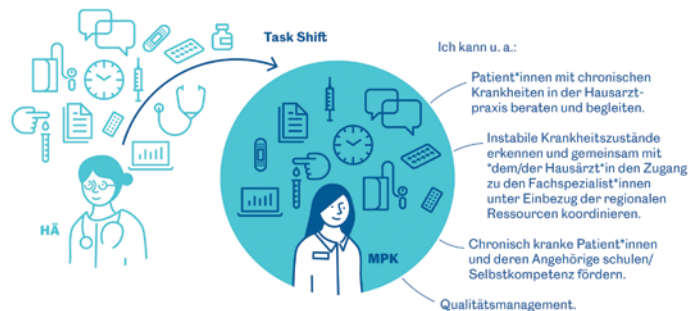 Task Shift
Ich kann u. a.:
Patient*innen mit chronischen
Krankheiten in der Hausarzt-
praxis beraten und begleiten.
Instabile Krankheitszustände
erkennen und gemeinsam mit
*dem/der Hausärzt*in den Zugang
zu den Fachspezialist*innen
unter Einbezug der regionalen
Ressourcen koordinieren.
HÄ
MPK
Chronisch kranke Patient*innen
und deren Angehörige schulen/
Selbstkompetenz fördern.
Qualitätsmanagement.